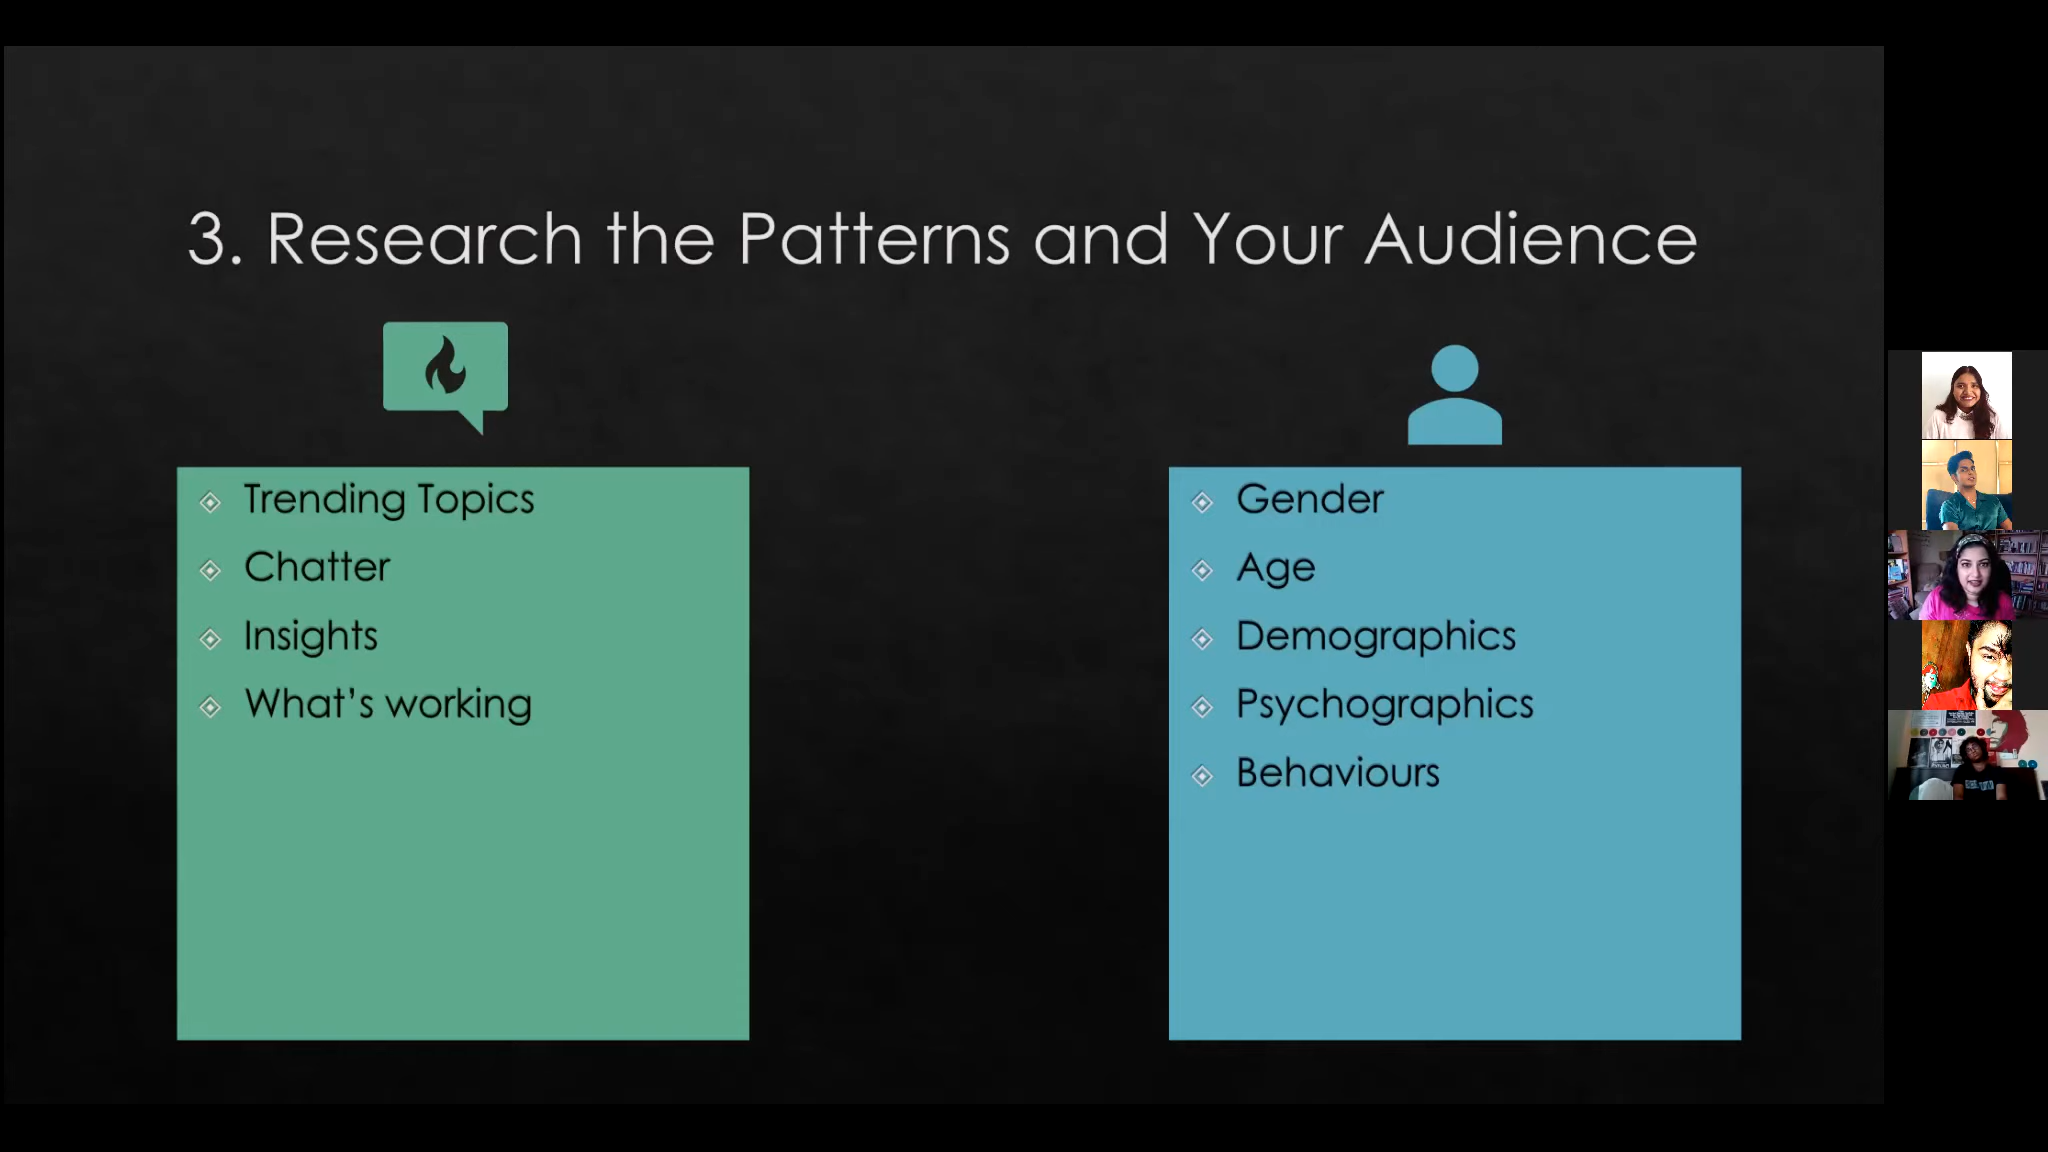 3. Research the Patterns and Your Audience
Trending Topics
Chatter
Insights
What's working
Gender
Age
Demographics
Psychographics
Behaviours